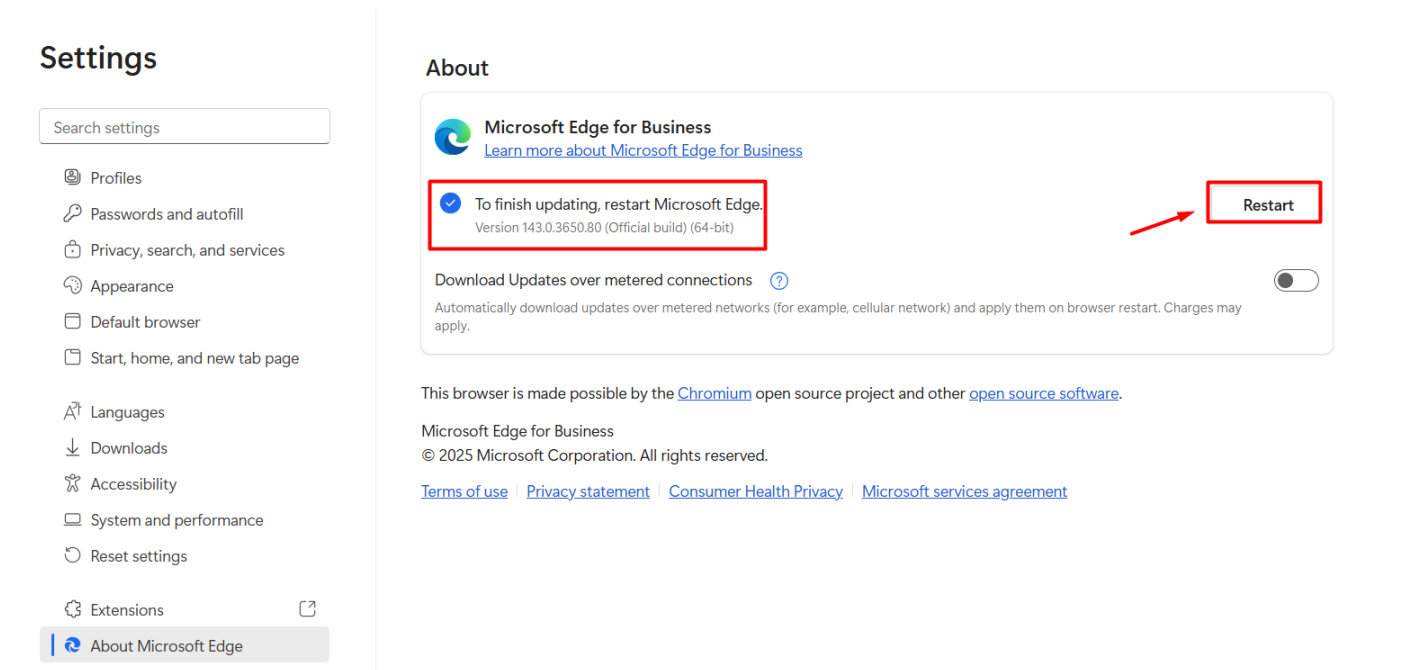 Settings
Search settings
Profiles
Passwords and autofill
Privacy, search, and services
Appearance
Default browser
Start, home, and new tab page
Languages
Downloads
Accessibility
System and performance
Reset settings
Extensions
About Microsoft Edge
About
Microsoft Edge for Business
Learn more about Microsoft Edge for Business
To finish updating, restart Microsoft Edge.
Version 143.0.3650.80 (Official build) (64-bit)
Restart
Download Updates over metered connections
Automatically download updates over metered networks (for example, cellular network) and apply them on browser restart. Charges may
apply.
This browser is made possible by the Chromium open source project and other open source software.
Microsoft Edge for Business
© 2025 Microsoft Corporation. All rights reserved.
Terms of use | Privacy statement | Consumer Health Privacy | Microsoft services agreement